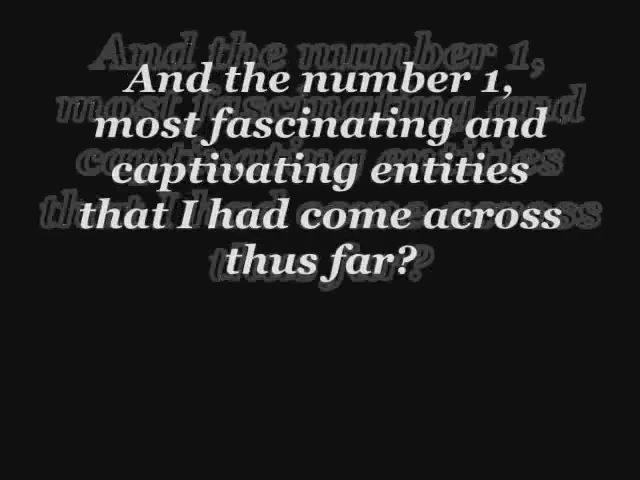 And the number 1,
most fascinating and
captivating entities
that I had come across
thus far?